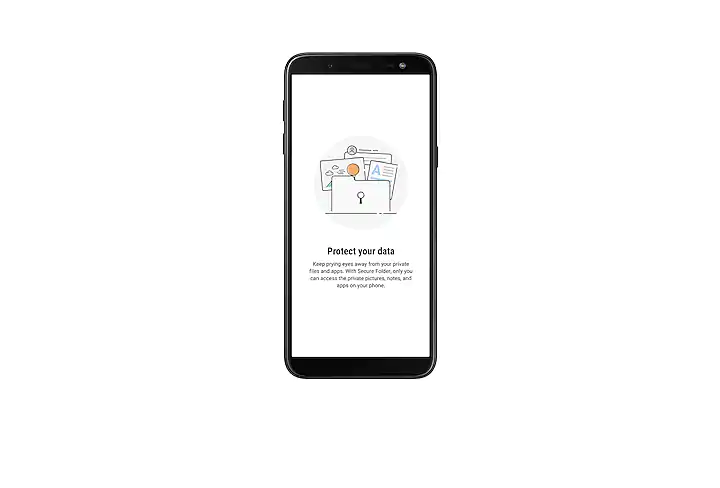 A
Protect your data
Keep prying eyes away from your private
files and apps. With Secure Folder, only you
can access the private pictures, notes, and
apps on your phone.